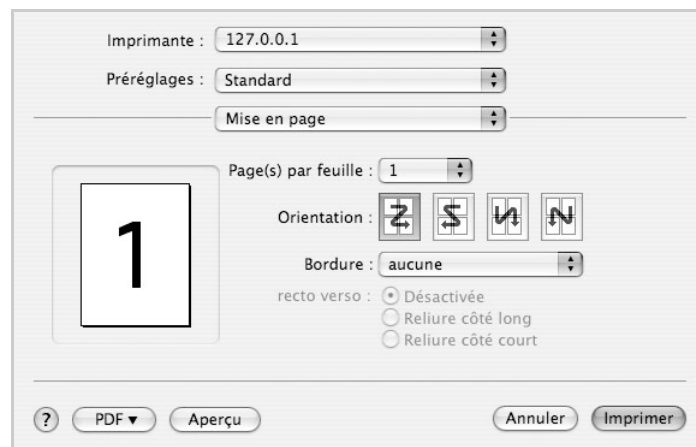 Imprimante : 127.0.0.1
Préréglages : Standard
Mise en page
Page(s) par feuille : 1
1
Orientation :
Bordure : aucune
recto verso : Désactivée
Reliure côté long
Reliure côté court
? PDF ▼ Aperçu Annuler Imprimer